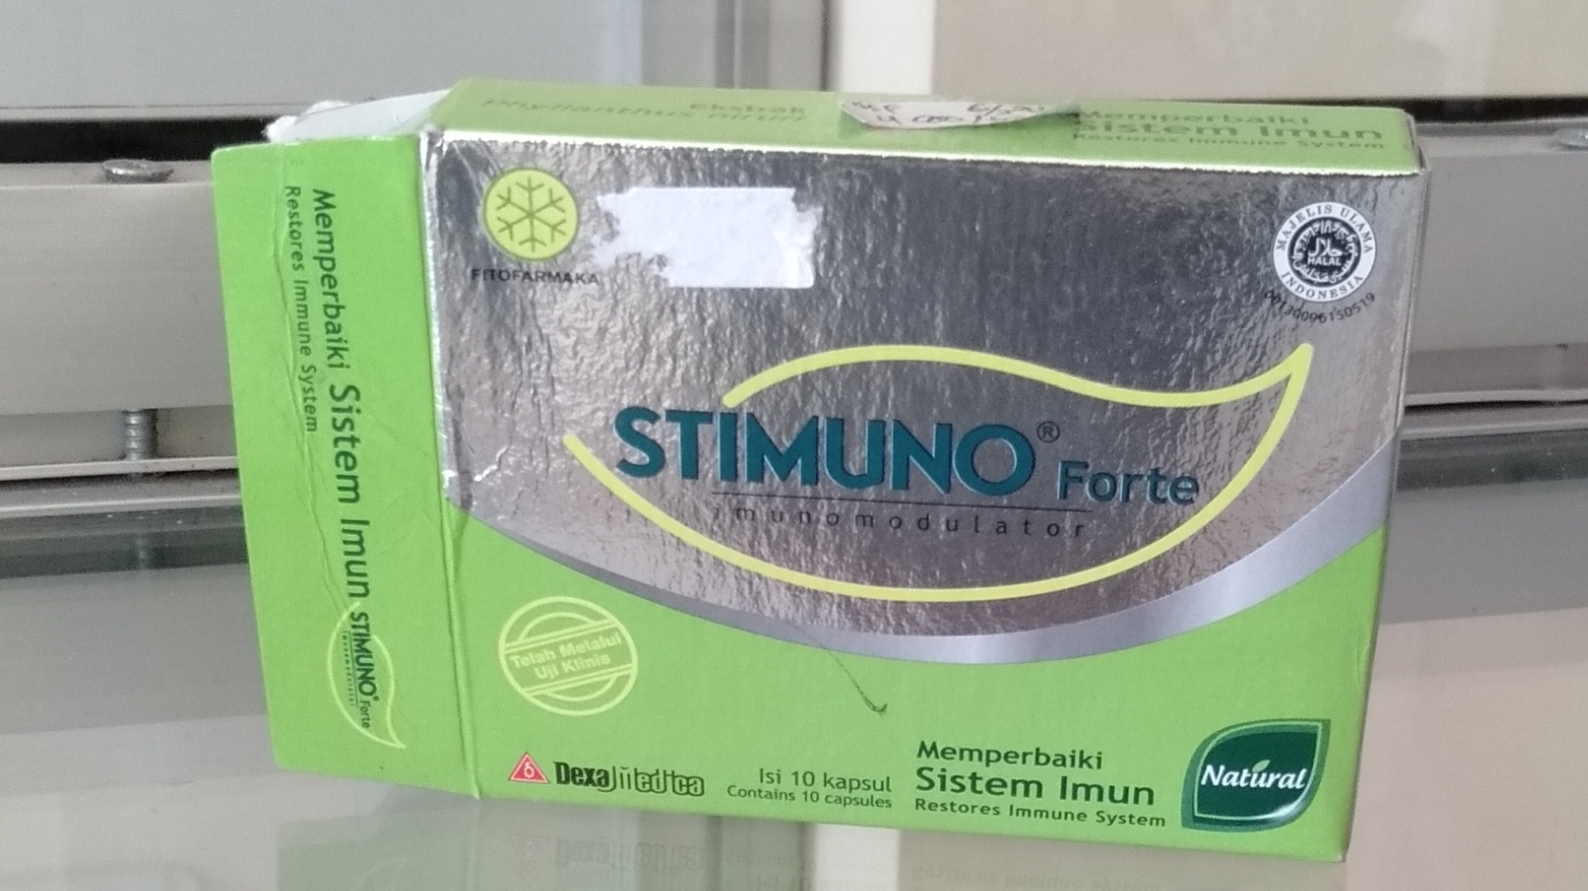 Ekstrak
Phyllanthus niruri
Memperbaiki
Sistem Imun
Restores Immune System
Memperbaiki Sistem Imun
Restores Immune System
STIMUNO® Forte
FITOFARMAKA
MAJELIS ULAMA
حلال
HALAL
INDONESIA
00130096150519
STIMUNO® Forte
imunomodulator
Telah Melalui
Uji Klinis
Dexa Medica
Isi 10 kapsul
Contains 10 capsules
Memperbaiki
Sistem Imun
Restores Immune System
Natural